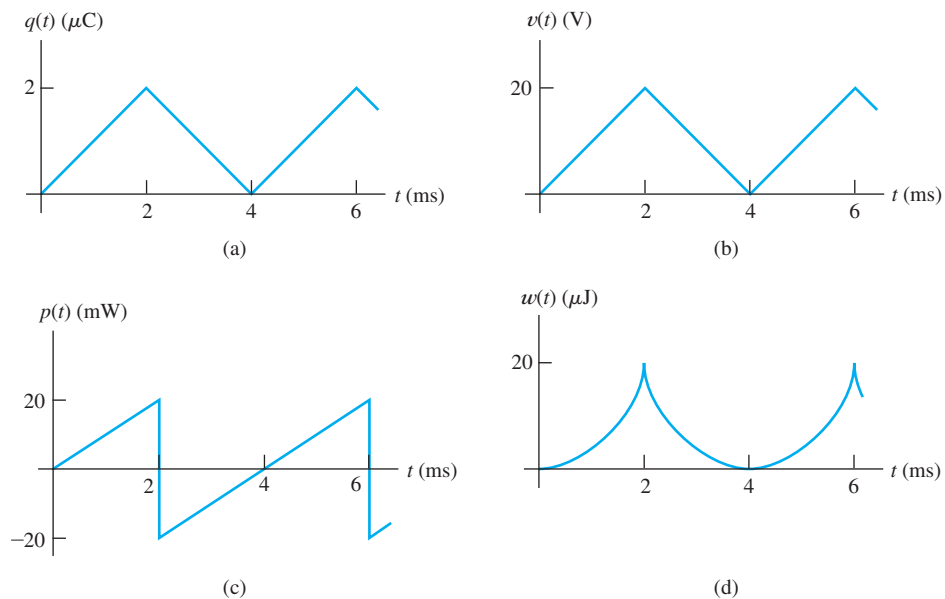 q(t) (μC)
2
2
4
6
t (ms)
(a)
v(t) (V)
20
2
4
6
t (ms)
(b)
p(t) (mW)
20
−20
2
4
6
t (ms)
(c)
w(t) (μJ)
20
2
4
6
t (ms)
(d)